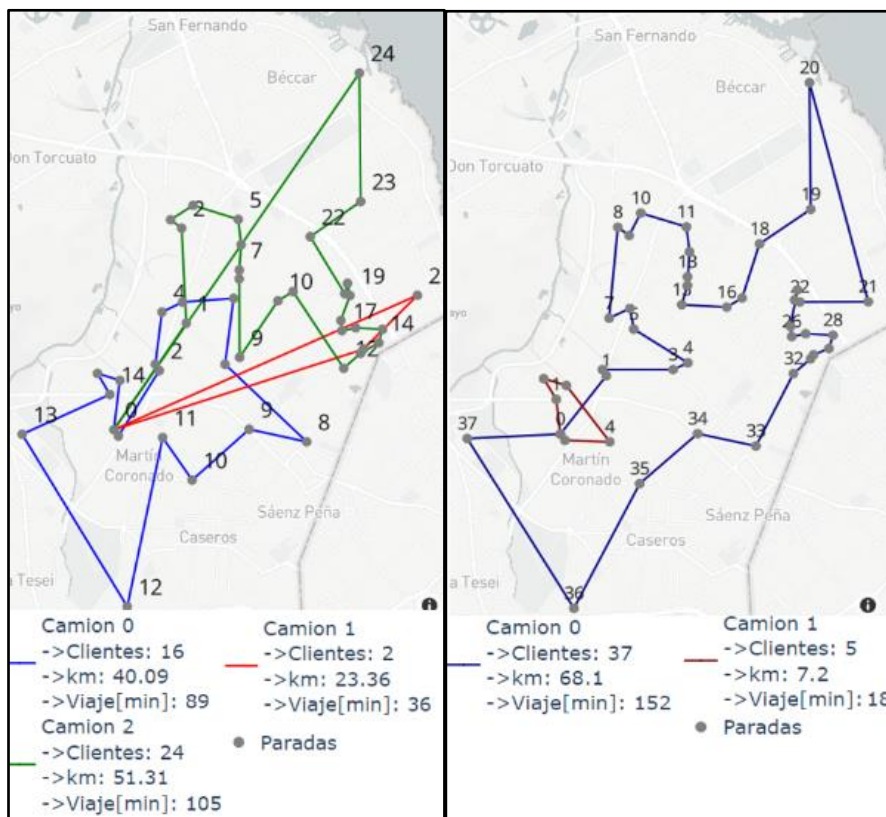 San Fernando
24
Béccar
Don Torcuato
23
2
5
22
7
19
2
4
10
1
17
14
9
12
2
14
0
13
11
9
8
Martín
Coronado
10
Sáenz Peña
Caseros
a Tesei
12
Camion 0
->Clientes: 16
->km: 40.09
->Viaje[min]: 89
Camion 1
->Clientes: 2
->km: 23.36
->Viaje[min]: 36
Camion 2
->Clientes: 24
->km: 51.31
->Viaje[min]: 105
Paradas
San Fernando
20
Béccar
Don Torcuato
19
10
8
11
18
13
22
21
7
15
16
5
26
28
1
3
4
32
1
0
4
34
37
33
Martín
Coronado
35
Sáenz Peña
Caseros
a Tesei
36
Camion 0
->Clientes: 37
->km: 68.1
->Viaje[min]: 152
Camion 1
->Clientes: 5
->km: 7.2
->Viaje[min]: 18
Paradas